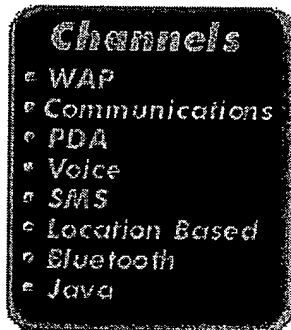 Channels
WAP
Communications
PDA
Voice
SMS
Location Based
Bluetooth
Java